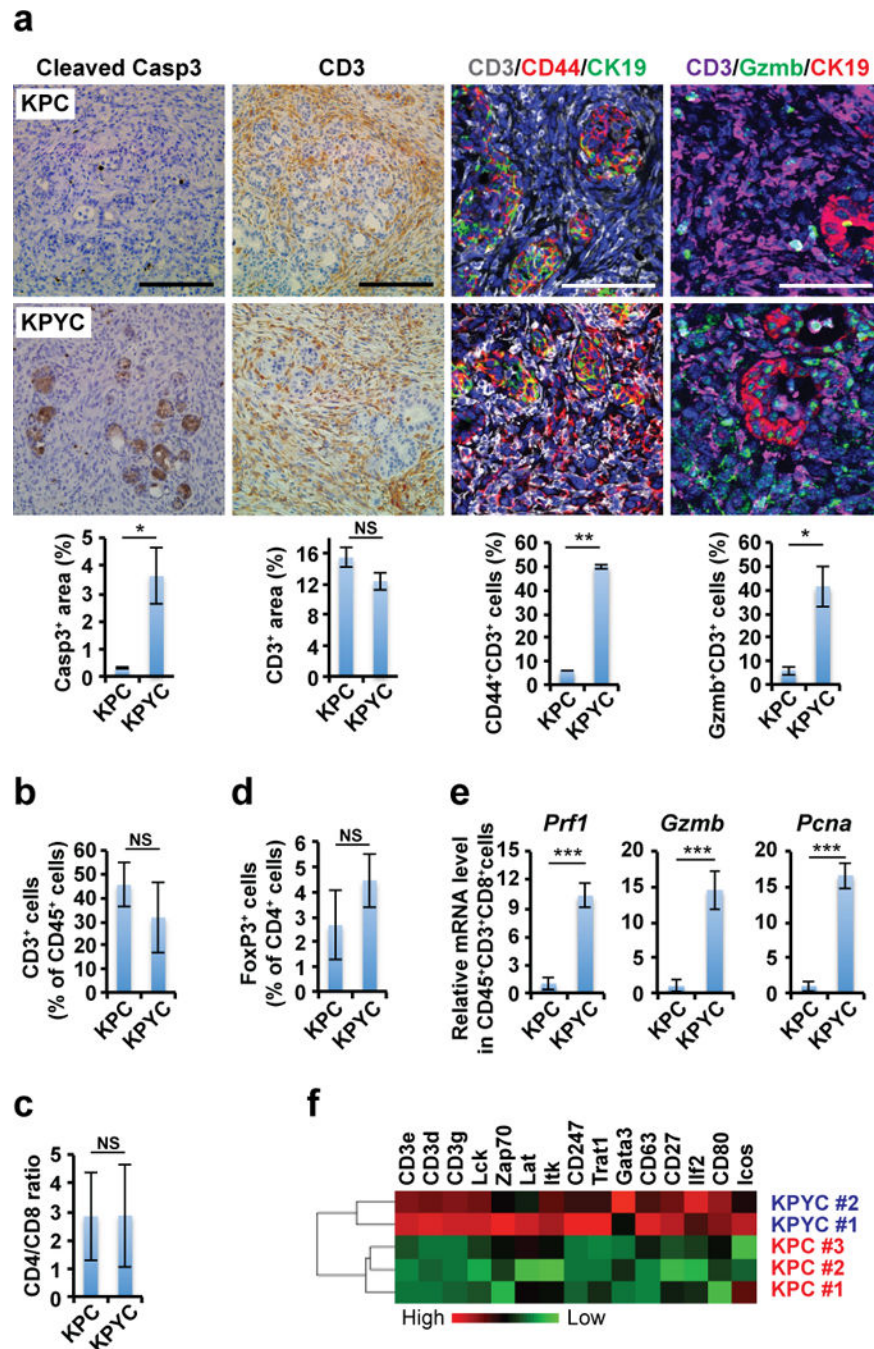 a
Cleaved Casp3
CD3
CD3/CD44/CK19
CD3/Gzmb/CK19
KPC
KPYC
Casp3⁺ area (%)
5
4
3
2
1
0
*
KPC
KPYC
CD3⁺ area (%)
16
12
8
4
0
NS
KPC
KPYC
CD44⁺CD3⁺ cells (%)
60
50
40
30
20
10
0
**
KPC
KPYC
Gzmb⁺CD3⁺ cells (%)
60
50
40
30
20
10
0
*
KPC
KPYC
b
CD3⁺ cells
(% of CD45⁺ cells)
60
50
40
30
20
10
0
NS
KPC
KPYC
d
FoxP3⁺ cells
(% of CD4⁺ cells)
6
5
4
3
2
1
0
NS
KPC
KPYC
e
Relative mRNA level
in CD45⁺CD3⁺CD8⁺cells
Prf1
15
12
9
6
3
0
***
KPC
KPYC
Gzmb
20
15
10
5
0
***
KPC
KPYC
Pcna
20
15
10
5
0
***
KPC
KPYC
c
CD4/CD8 ratio
5
4
3
2
1
0
NS
KPC
KPYC
f
CD3e
CD3d
CD3g
Lck
Zap70
Lat
Itk
CD247
Trat1
Gata3
CD63
CD27
Ilf2
CD80
Icos
KPYC #2
KPYC #1
KPC #3
KPC #2
KPC #1
High
Low